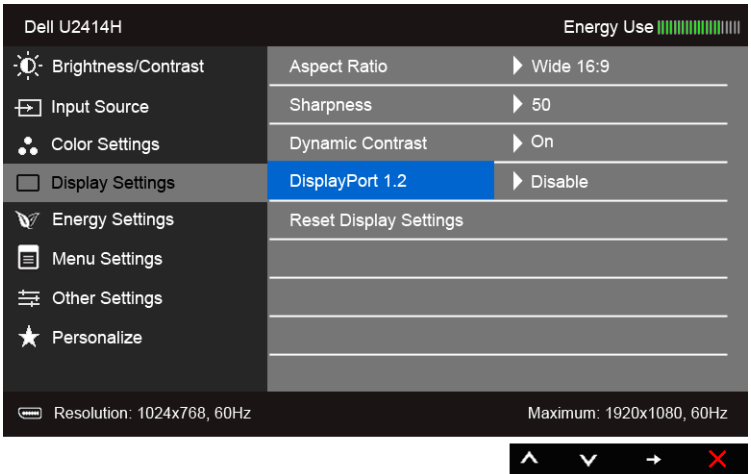 Dell U2414H Energy Use
Brightness/Contrast Aspect Ratio Wide 16:9
Input Source Sharpness 50
Color Settings Dynamic Contrast On
Display Settings DisplayPort 1.2 Disable
Energy Settings Reset Display Settings
Menu Settings
Other Settings
Personalize
Resolution: 1024x768, 60Hz Maximum: 1920x1080, 60Hz